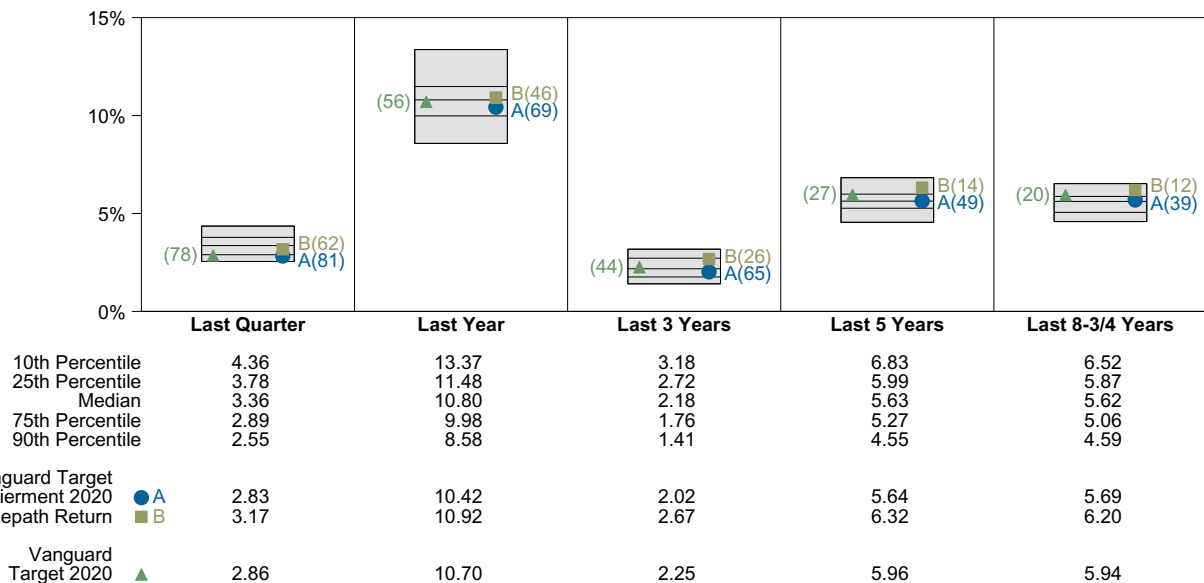 15%
10%
5%
0%
(78)
B(62)
A(81)
(56)
B(46)
A(69)
(44)
B(26)
A(65)
(27)
B(14)
A(49)
(20)
B(12)
A(39)
Last Quarter Last Year Last 3 Years Last 5 Years Last 8-3/4 Years
10th Percentile 4.36 13.37 3.18 6.83 6.52
25th Percentile 3.78 11.48 2.72 5.99 5.87
Median 3.36 10.80 2.18 5.63 5.62
75th Percentile 2.89 9.98 1.76 5.27 5.06
90th Percentile 2.55 8.58 1.41 4.55 4.59
nguard Target
ierment 2020 A 2.83 10.42 2.02 5.64 5.69
epath Return B 3.17 10.92 2.67 6.32 6.20
Vanguard
Target 2020 2.86 10.70 2.25 5.96 5.94